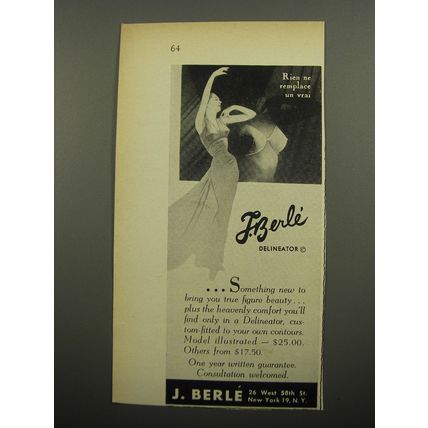 64
Rien ne
remplace
un vrai
J. Berlé
DELINEATOR ©
...Something new to
bring you true figure beauty...
plus the heavenly comfort you'll
find only in a Delineator, cus-
tom-fitted to your own contours.
Model illustrated — $25.00.
Others from $17.50.
One year written guarantee.
Consultation welcomed.
J. BERLÉ
26 West 58th St.
New York 19, N. Y.